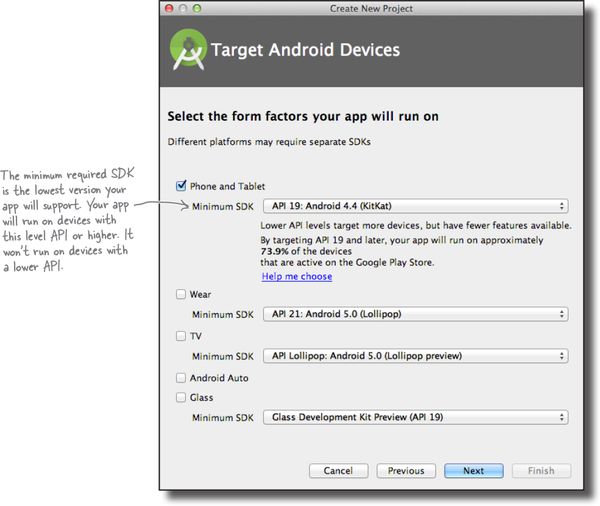 Create New Project
Target Android Devices
Select the form factors your app will run on
Different platforms may require separate SDKs
The minimum required SDK
is the lowest version your
app will support. Your app
will run on devices with
this level API or higher. It
won't run on devices with
a lower API.
Phone and Tablet
Minimum SDK API 19: Android 4.4 (KitKat)
Lower API levels target more devices, but have fewer features available.
By targeting API 19 and later, your app will run on approximately
73.9% of the devices
that are active on the Google Play Store.
Help me choose
Wear
Minimum SDK API 21: Android 5.0 (Lollipop)
TV
Minimum SDK API Lollipop: Android 5.0 (Lollipop preview)
Android Auto
Glass
Minimum SDK Glass Development Kit Preview (API 19)
Cancel Previous Next Finish